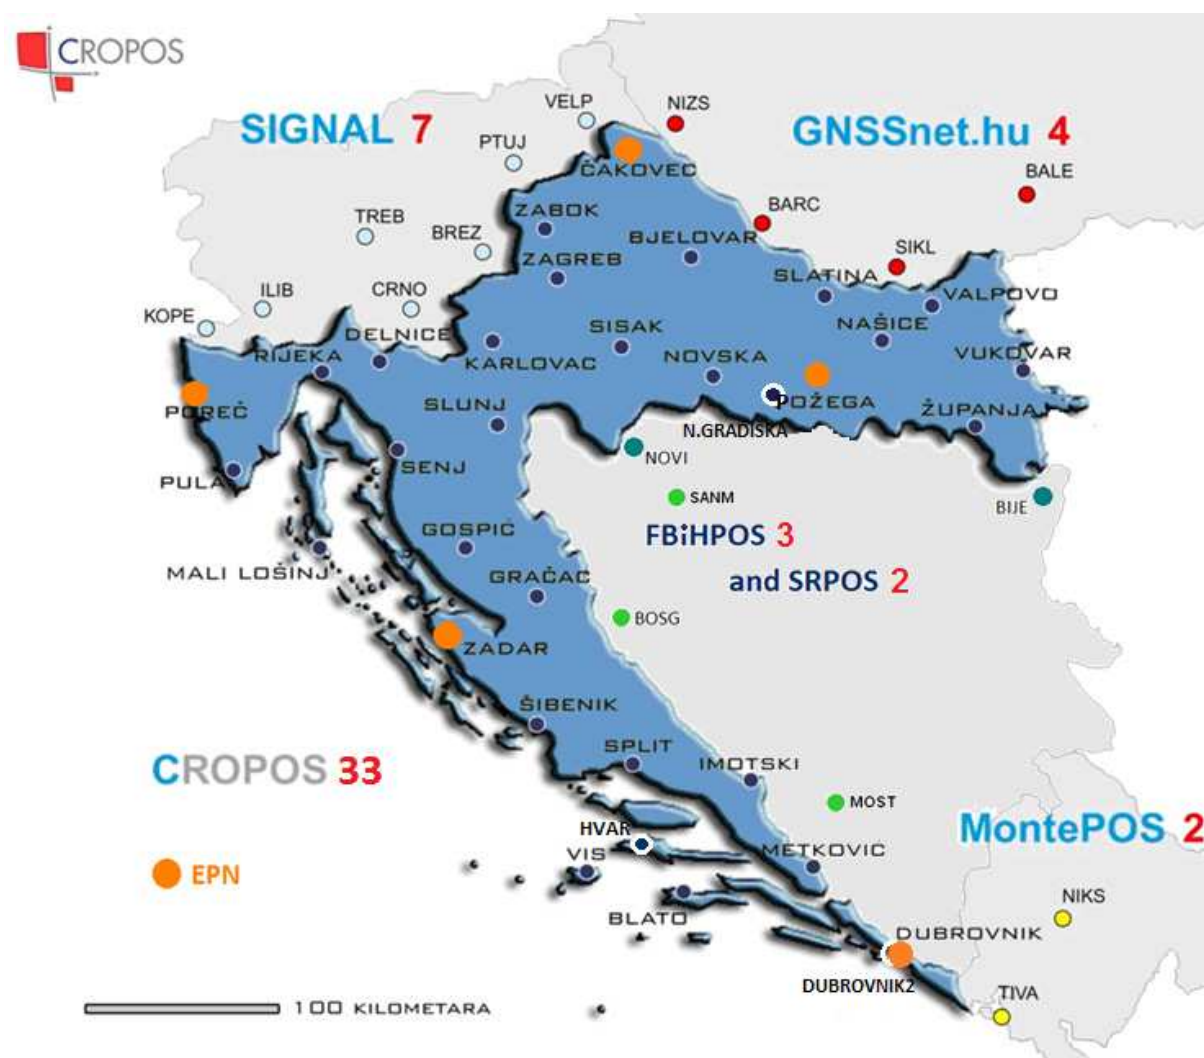 CROPOS
VELP
NIZS
SIGNAL 7
GNSSnet.hu 4
PTUJ
ČAKOVEC
BALE
ZABOK
TREB
BARC
BREZ
BJELOVAR
ZAGREB
SIKL
SLATINA
ILIB
CRNO
VALPOVO
KOPE
DELNICE
SISAK
NAŠICE
RIJEKA
KARLOVAC
NOVSKA
VUKOVAR
POREČ
SLUNJ
POŽEGA
ŽUPANJA
N.GRADISKA
NOVI
SENJ
PULA
SANM
BIJE
GOSPIĆ
FBiHPOS 3
MALI LOŠINJ
GRAČAC
and SRPOS 2
BOSG
ZADAR
ŠIBENIK
SPLIT
IMOTSKI
CROPOS 33
MOST
HVAR
MontePOS 2
VIS
METKOVIĆ
EPN
NIKS
BLATO
DUBROVNIK
DUBROVNIK2
TIVA
100 KILOMETARA